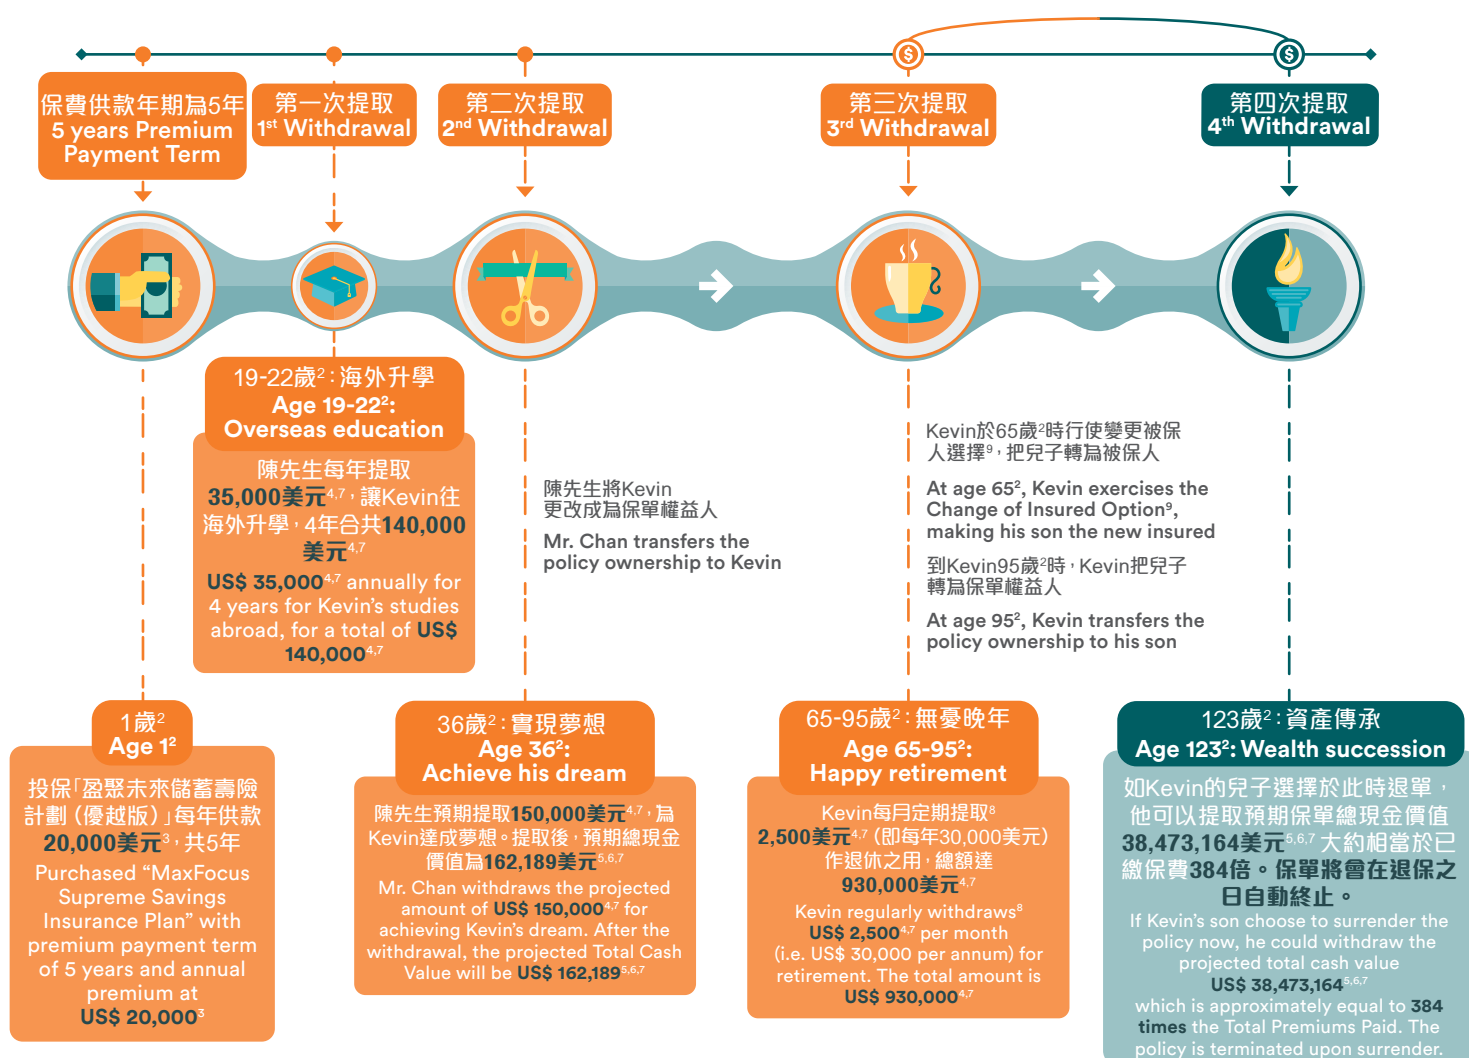 保費供款年期為5年
5 years Premium
Payment Term
第一次提取
1st Withdrawal
第二次提取
2nd Withdrawal
第三次提取
3rd Withdrawal
第四次提取
4th Withdrawal
$
$
19-22歲2：海外升學
Age 19-222:
Overseas education
陳先生每年提取
35,000美元4,7，讓Kevin往
海外升學，4年合共140,000
美元4,7
US$ 35,0004,7 annually for
4 years for Kevin's studies
abroad, for a total of US$
140,0004,7
陳先生將Kevin
更改成為保單權益人
Mr. Chan transfers the
policy ownership to Kevin
Kevin於65歲2時行使變更被保
人選擇9，把兒子轉為被保人
At age 652, Kevin exercises the
Change of Insured Option9,
making his son the new insured
到Kevin95歲2時，Kevin把兒子
轉為保單權益人
At age 952, Kevin transfers the
policy ownership to his son
1歲2
Age 12
投保「盈聚未來儲蓄壽險
計劃（優越版）」每年供款
20,000美元3，共5年
Purchased "MaxFocus
Supreme Savings
Insurance Plan" with
premium payment term
of 5 years and annual
premium at
US$ 20,0003
36歲2：實現夢想
Age 362:
Achieve his dream
陳先生預期提取150,000美元4,7，為
Kevin達成夢想。提取後，預期總現金
價值為162,189美元5,6,7
Mr. Chan withdraws the projected
amount of US$ 150,0004,7 for
achieving Kevin's dream. After the
withdrawal, the projected Total Cash
Value will be US$ 162,1895,6,7
65-95歲2：無憂晚年
Age 65-952:
Happy retirement
Kevin每月定期提取8
2,500美元4,7（即每年30,000美元）
作退休之用，總額達
930,000美元4,7
Kevin regularly withdraws8
US$ 2,5004,7 per month
(i.e. US$ 30,000 per annum) for
retirement. The total amount is
US$ 930,0004,7
123歲2：資產傳承
Age 1232: Wealth succession
如Kevin的兒子選擇於此時退單，
他可以提取預期保單總現金價值
38,473,164美元5,6,7 大約相當於已
繳保費384倍。保單將會在退保之
日自動終止。
If Kevin's son choose to surrender the
policy now, he could withdraw the
projected total cash value
US$ 38,473,1645,6,7
which is approximately equal to 384
times the Total Premiums Paid. The
policy is terminated upon surrender.